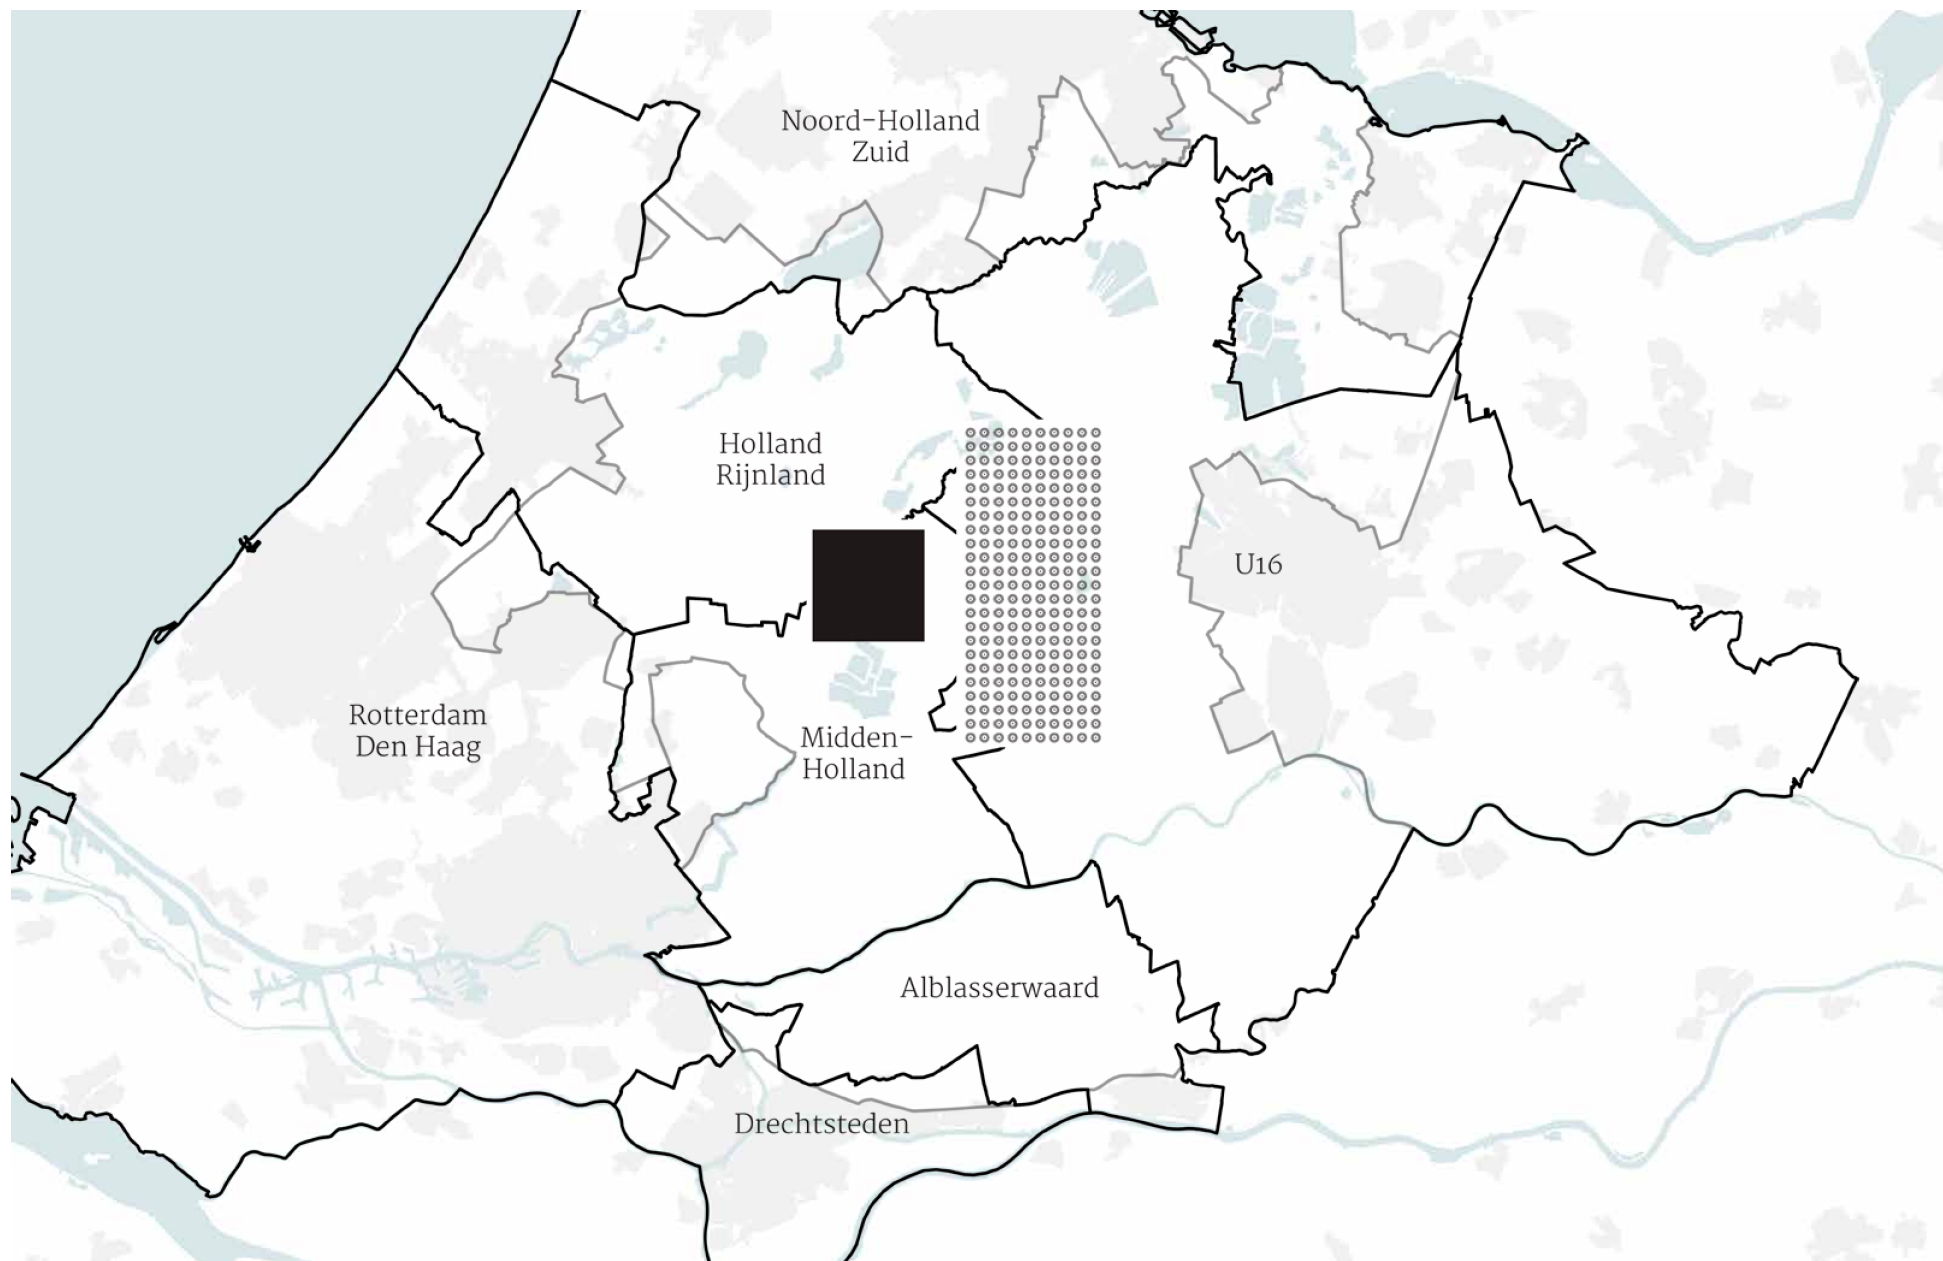 Noord-Holland
Zuid
Holland
Rijnland
U16
Rotterdam
Den Haag
Midden-
Holland
Alblasserwaard
Drechtsteden